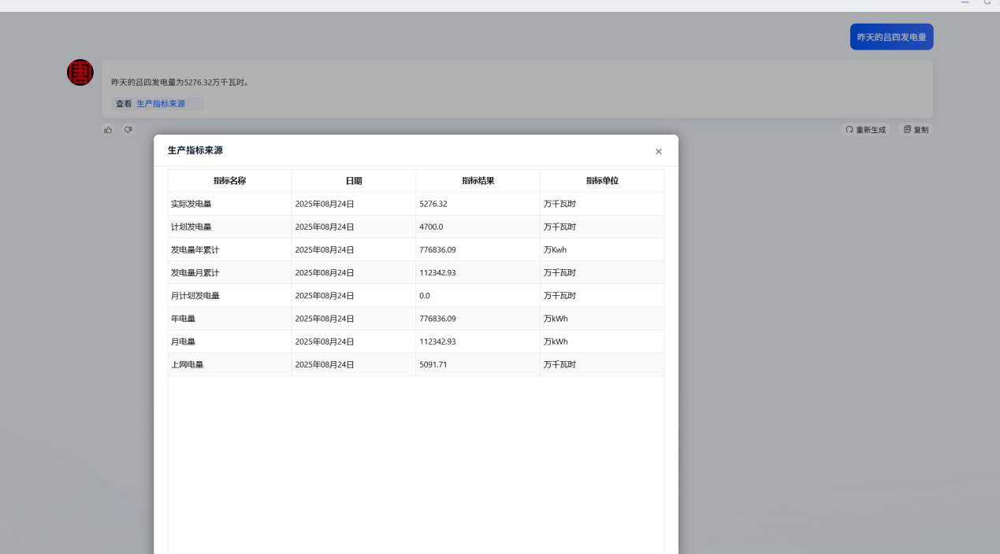 昨天的吕四发电量
昨天的吕四发电量为5276.32万千瓦时。
查看 生产指标来源
重新生成 复制
生产指标来源
指标名称 日期 指标结果 指标单位
实际发电量 2025年08月24日 5276.32 万千瓦时
计划发电量 2025年08月24日 4700.0 万千瓦时
发电量年累计 2025年08月24日 776836.09 万Kwh
发电量月累计 2025年08月24日 112342.93 万千瓦时
月计划发电量 2025年08月24日 0.0 万千瓦时
年电量 2025年08月24日 776836.09 万kWh
月电量 2025年08月24日 112342.93 万kWh
上网电量 2025年08月24日 5091.71 万千瓦时